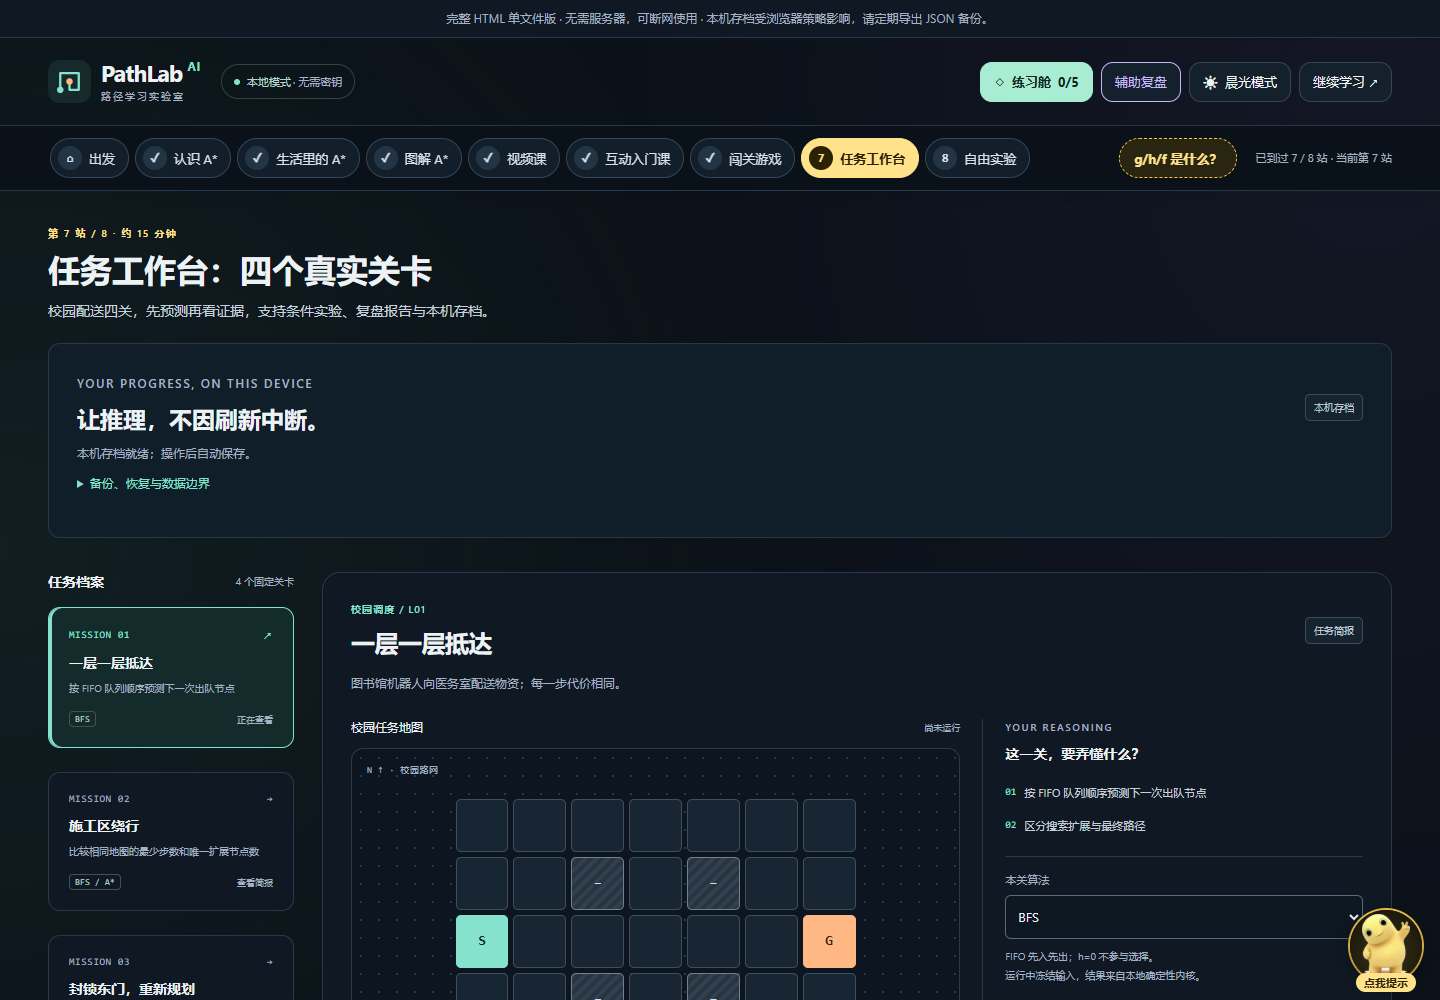 完整 HTML 单文件版 · 无需服务器，可断网使用 · 本机存档受浏览器策略影响，请定期导出 JSON 备份。
PathLab AI
路径学习实验室
本地模式 · 无需密钥
◇ 练习舱 0/5
辅助复盘
晨光模式
继续学习 ↗
出发
✓ 认识 A*
✓ 生活里的 A*
✓ 图解 A*
✓ 视频课
✓ 互动入门课
✓ 闯关游戏
7 任务工作台
8 自由实验
g/h/f 是什么？
已到过 7 / 8 站 · 当前第 7 站
第 7 站 / 8 · 约 15 分钟
任务工作台：四个真实关卡
校园配送四关，先预测再看证据，支持条件实验、复盘报告与本机存档。
YOUR PROGRESS, ON THIS DEVICE
让推理，不因刷新中断。
本机存档
本机存档就绪；操作后自动保存。
▶ 备份、恢复与数据边界
任务档案
4 个固定关卡
MISSION 01 ↗
一层一层抵达
按 FIFO 队列顺序预测下一次出队节点
BFS
正在查看
MISSION 02 →
施工区绕行
比较相同地图的最少步数和唯一扩展节点数
BFS / A*
查看简报
MISSION 03 →
封锁东门，重新规划
校园调度 / L01
一层一层抵达
任务简报
图书馆机器人向医务室配送物资；每一步代价相同。
校园任务地图
尚未运行
N ↑ · 校园路网
S
G
YOUR REASONING
这一关，要弄懂什么？
01 按 FIFO 队列顺序预测下一次出队节点
02 区分搜索扩展与最终路径
本关算法
BFS
FIFO 先入先出；h=0 不参与选择。
运行中冻结输入，结果来自本地确定性内核。
点我提示